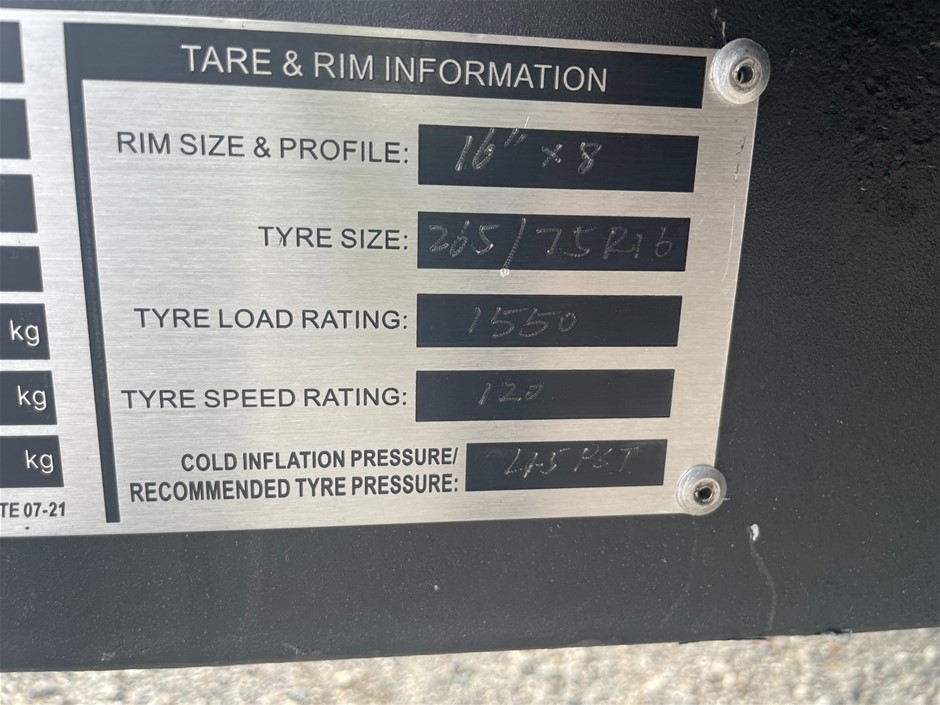 TARE & RIM INFORMATION
RIM SIZE & PROFILE: 16" x 8
TYRE SIZE: 265/75R16
TYRE LOAD RATING: 1550
kg
TYRE SPEED RATING: 120
kg
COLD INFLATION PRESSURE/
RECOMMENDED TYRE PRESSURE: 45 PSI
kg
TE 07-21